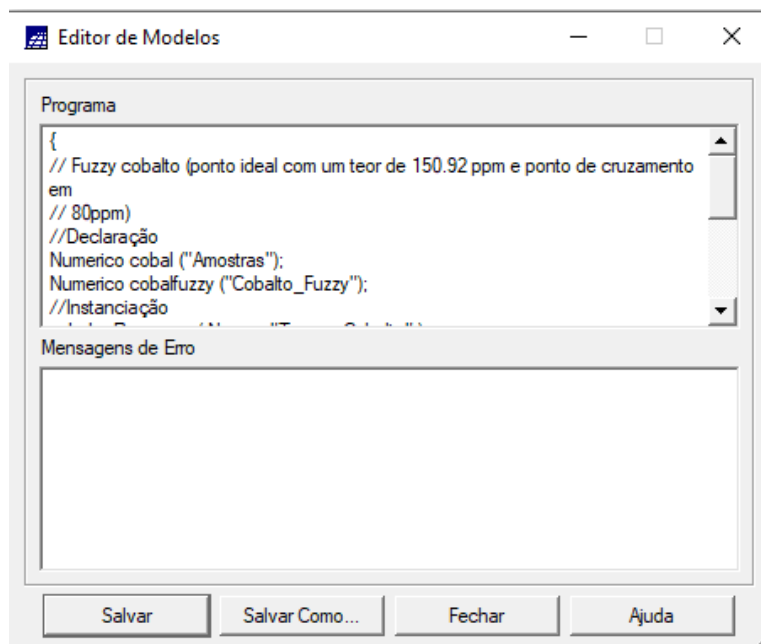 Editor de Modelos
Programa
{
// Fuzzy cobalto (ponto ideal com um teor de 150.92 ppm e ponto de cruzamento
em
// 80ppm)
//Declaração
Numerico cobal ("Amostras");
Numerico cobalfuzzy ("Cobalto_Fuzzy");
//Instanciação
Mensagens de Erro
Salvar Salvar Como... Fechar Ajuda